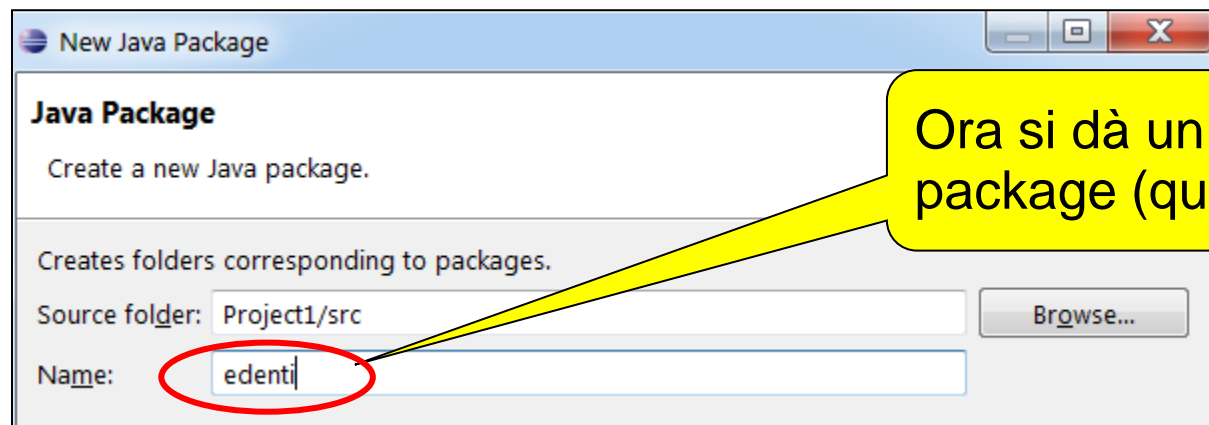 New Java Package
Java Package
Create a new Java package.
Ora si dà un
package (qu
Creates folders corresponding to packages.
Source folder: Project1/src Browse...
Name: edenti